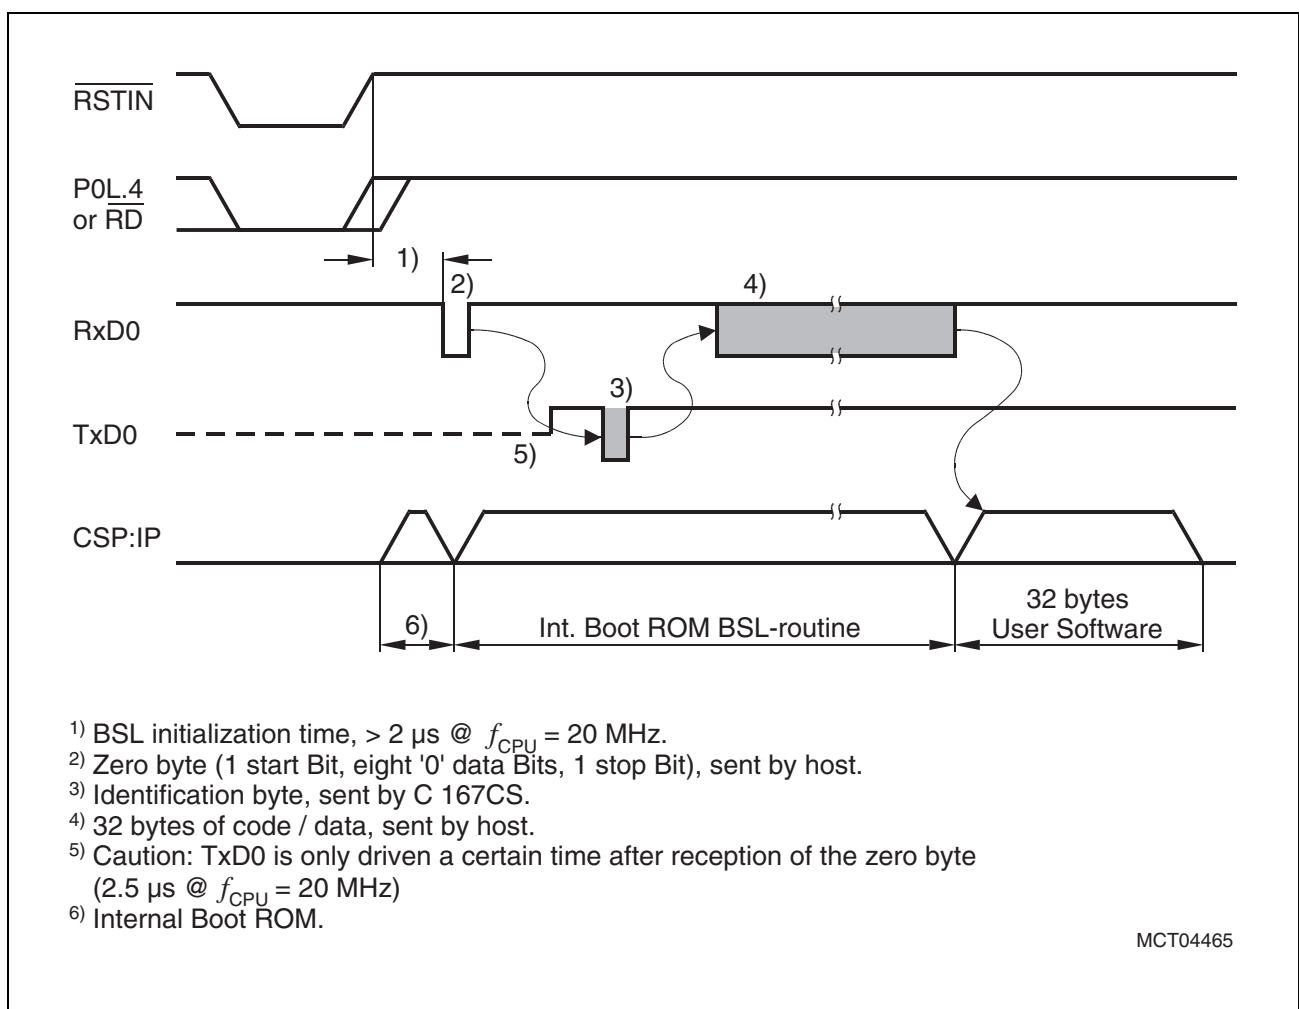 RSTIN
P0L.4
or RD
1)
2)
4)
RxD0
3)
TxD0
5)
CSP:IP
6)
Int. Boot ROM BSL-routine
32 bytes
User Software
1) BSL initialization time, > 2 µs @ fCPU = 20 MHz.
2) Zero byte (1 start Bit, eight '0' data Bits, 1 stop Bit), sent by host.
3) Identification byte, sent by C 167CS.
4) 32 bytes of code / data, sent by host.
5) Caution: TxD0 is only driven a certain time after reception of the zero byte
(2.5 µs @ fCPU = 20 MHz)
6) Internal Boot ROM.
MCT04465